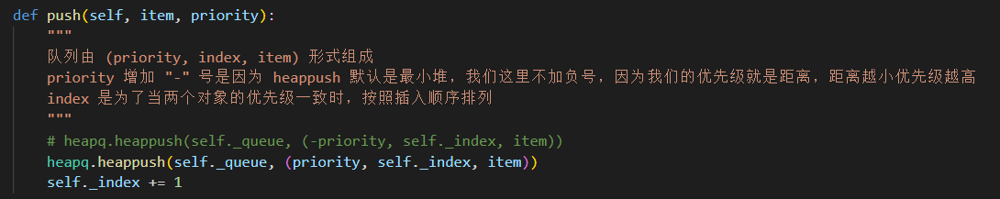 def push(self, item, priority):
    """
    队列由 (priority, index, item) 形式组成
    priority 增加 "-" 号是因为 heappush 默认是最小堆，我们这里不加负号，因为我们的优先级就是距离，距离越小优先级越高
    index 是为了当两个对象的优先级一致时，按照插入顺序排列
    """
    # heapq.heappush(self._queue, (-priority, self._index, item))
    heapq.heappush(self._queue, (priority, self._index, item))
    self._index += 1